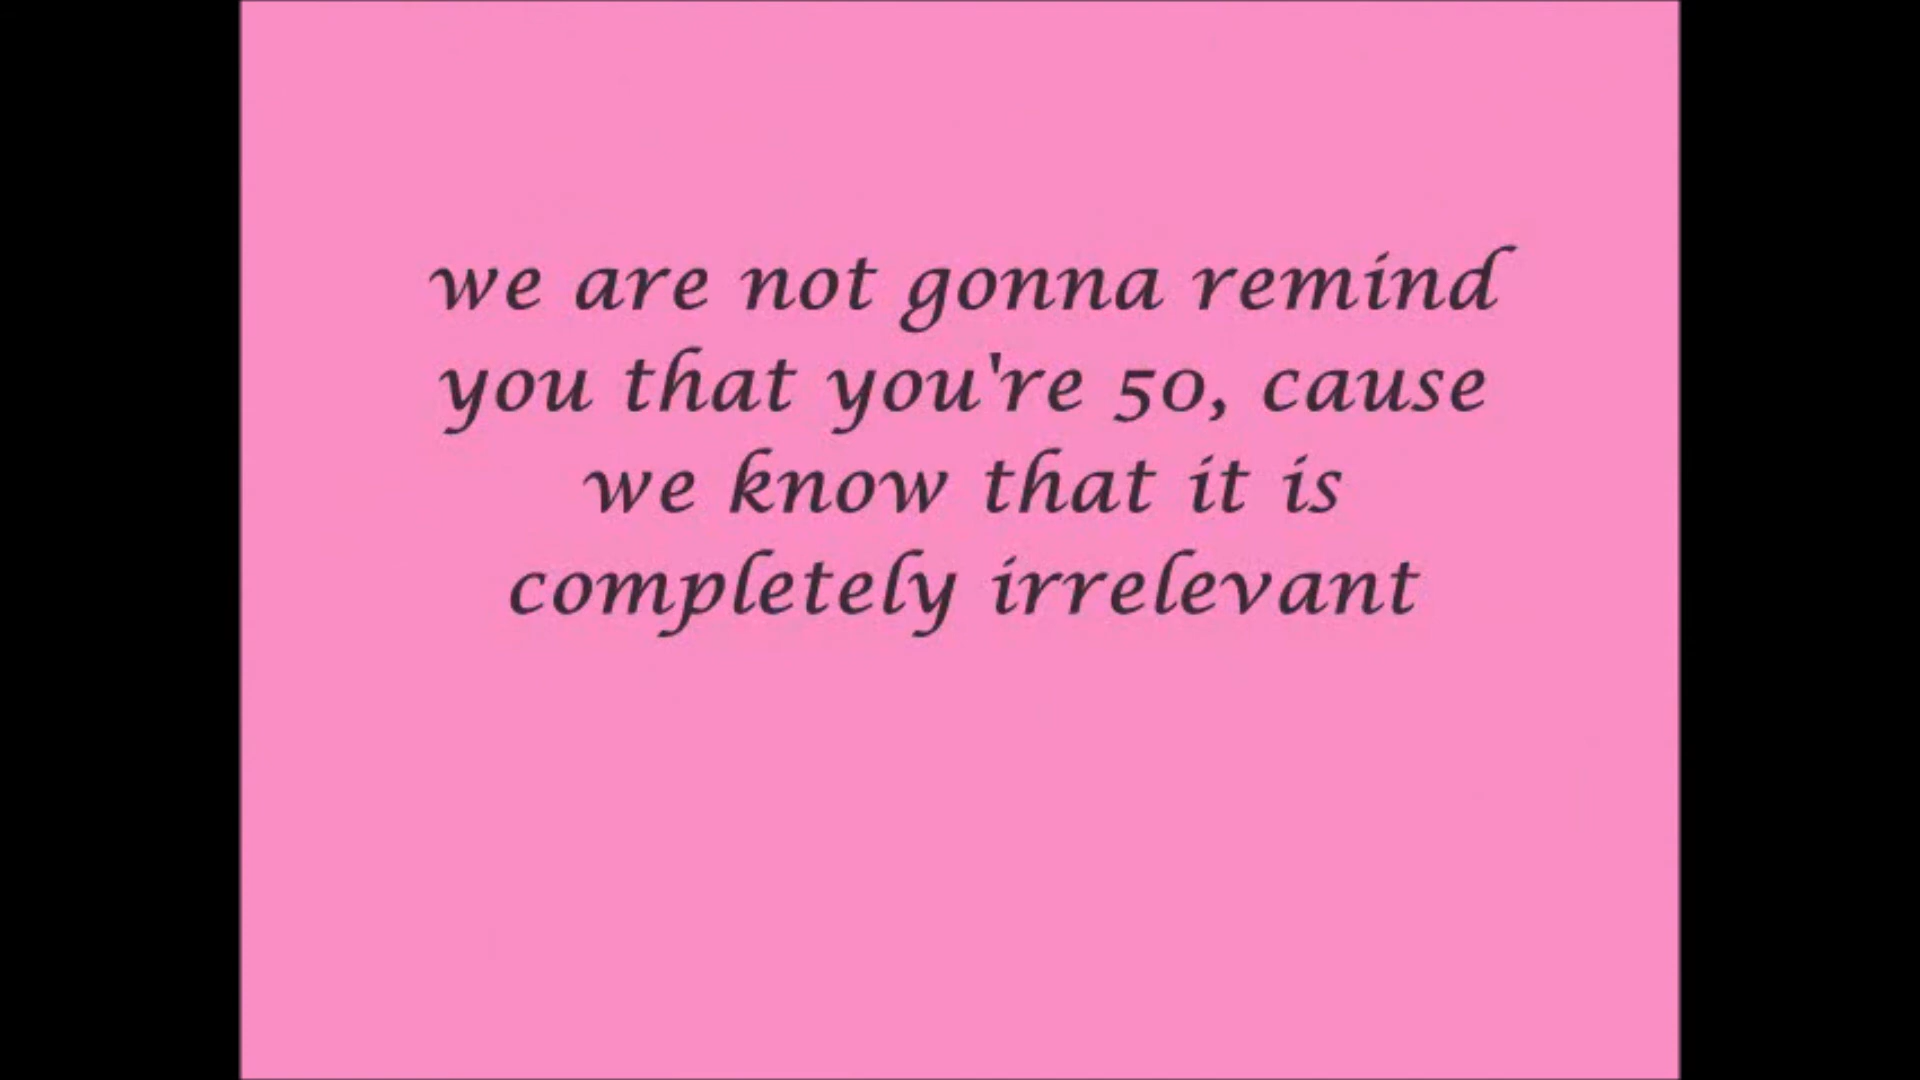 we are not gonna remind
you that you're 50, cause
we know that it is
completely irrelevant